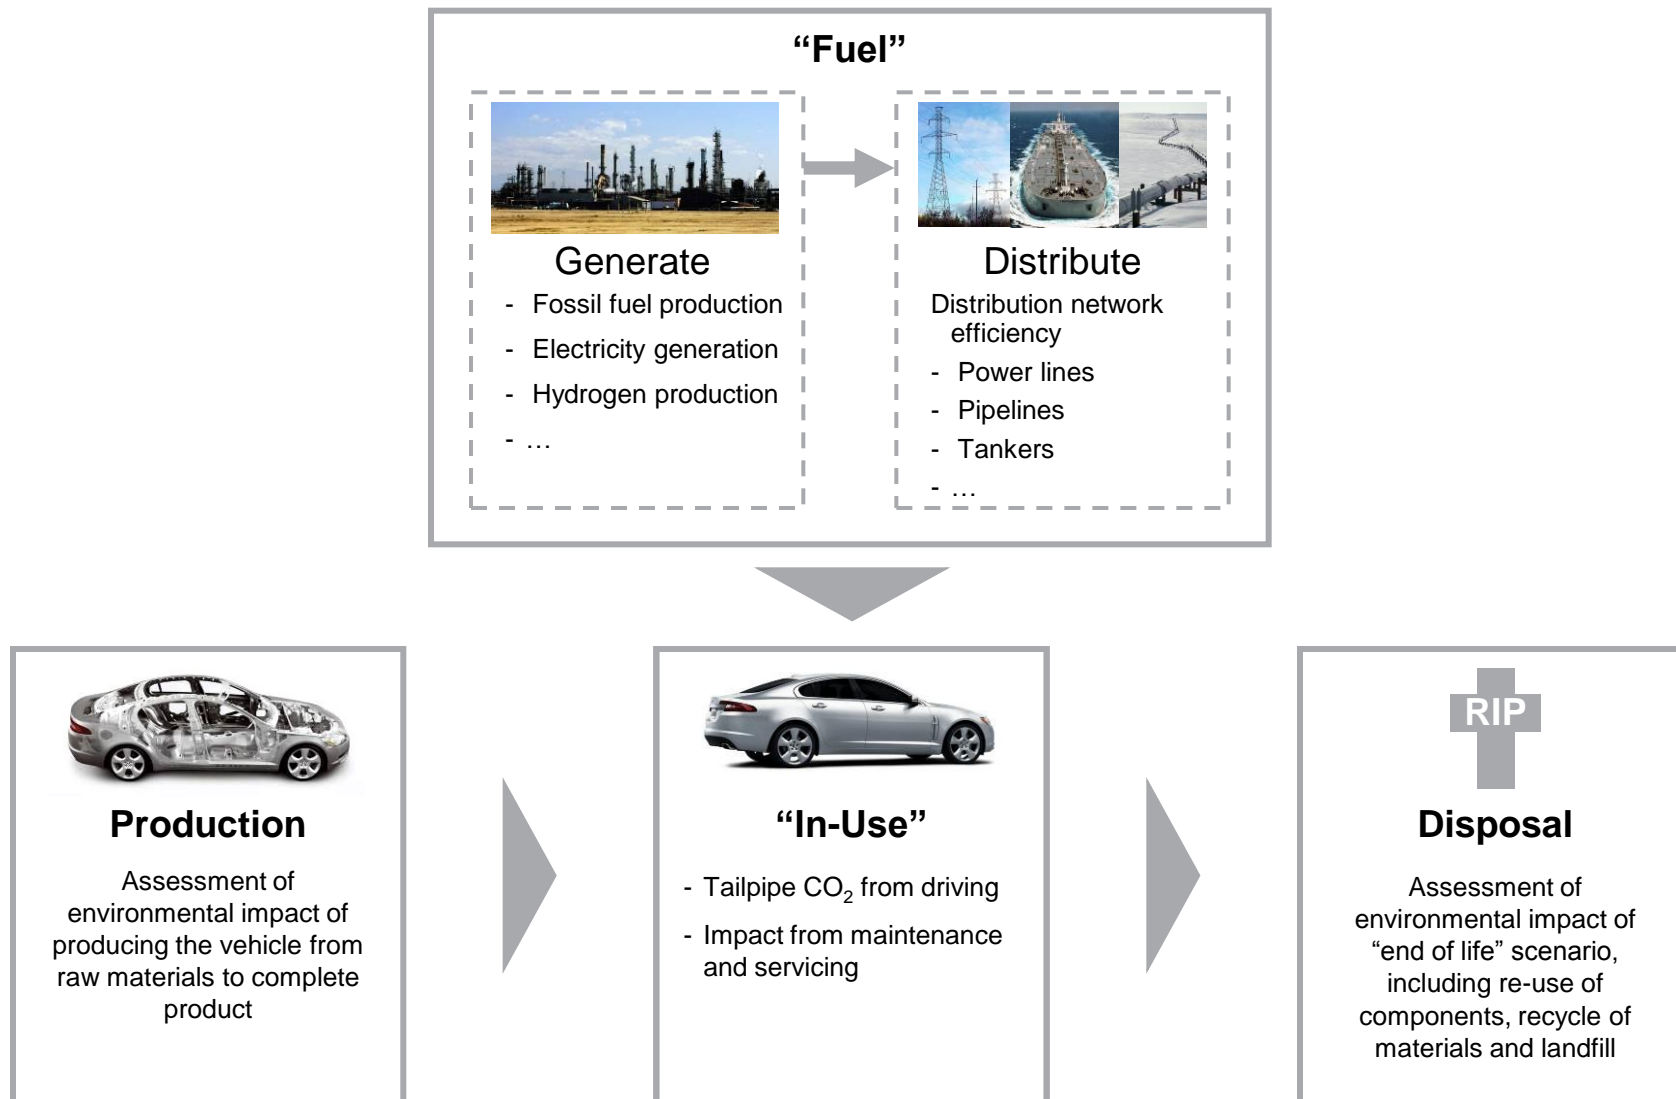 “Fuel”
Generate
- Fossil fuel production
- Electricity generation
- Hydrogen production
- …
Distribute
Distribution network
efficiency
- Power lines
- Pipelines
- Tankers
- …
Production
Assessment of
environmental impact of
producing the vehicle from
raw materials to complete
product
“In-Use”
- Tailpipe CO₂ from driving
- Impact from maintenance
and servicing
RIP
Disposal
Assessment of
environmental impact of
“end of life” scenario,
including re-use of
components, recycle of
materials and landfill